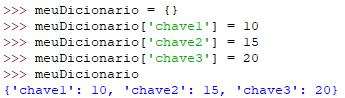 >>> meuDicionario = {}
>>> meuDicionario['chave1'] = 10
>>> meuDicionario['chave2'] = 15
>>> meuDicionario['chave3'] = 20
>>> meuDicionario
{'chave1': 10, 'chave2': 15, 'chave3': 20}